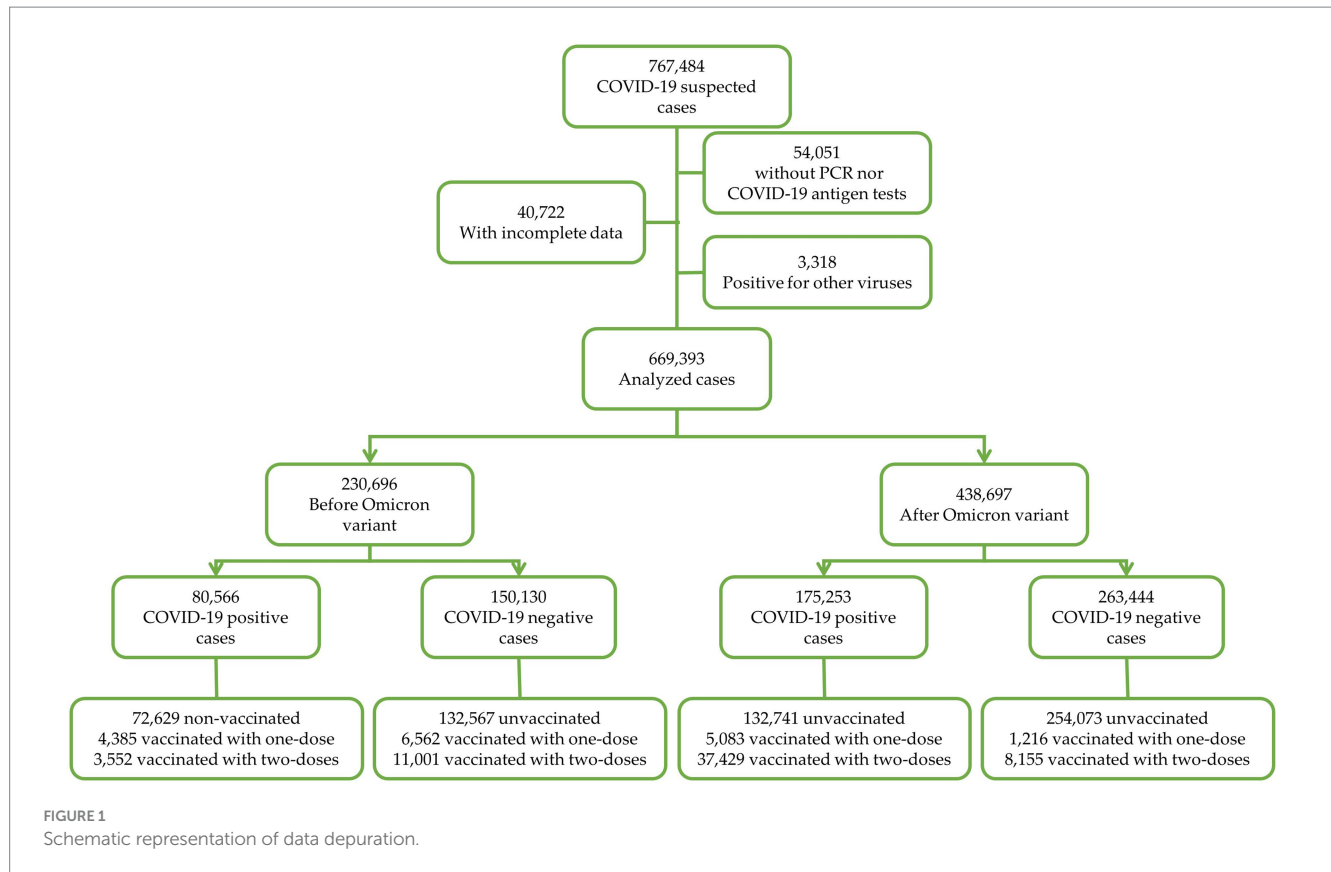 767,484
COVID-19 suspected
cases
54,051
without PCR nor
COVID-19 antigen tests
40,722
With incomplete data
3,318
Positive for other viruses
669,393
Analyzed cases
230,696
Before Omicron
variant
438,697
After Omicron variant
80,566
COVID-19 positive
cases
150,130
COVID-19 negative
cases
175,253
COVID-19 positive
cases
263,444
COVID-19 negative
cases
72,629 non-vaccinated
4,385 vaccinated with one-dose
3,552 vaccinated with two-doses
132,567 unvaccinated
6,562 vaccinated with one-dose
11,001 vaccinated with two-doses
132,741 unvaccinated
5,083 vaccinated with one-dose
37,429 vaccinated with two-doses
254,073 unvaccinated
1,216 vaccinated with one-dose
8,155 vaccinated with two-doses
FIGURE 1
Schematic representation of data depuration.